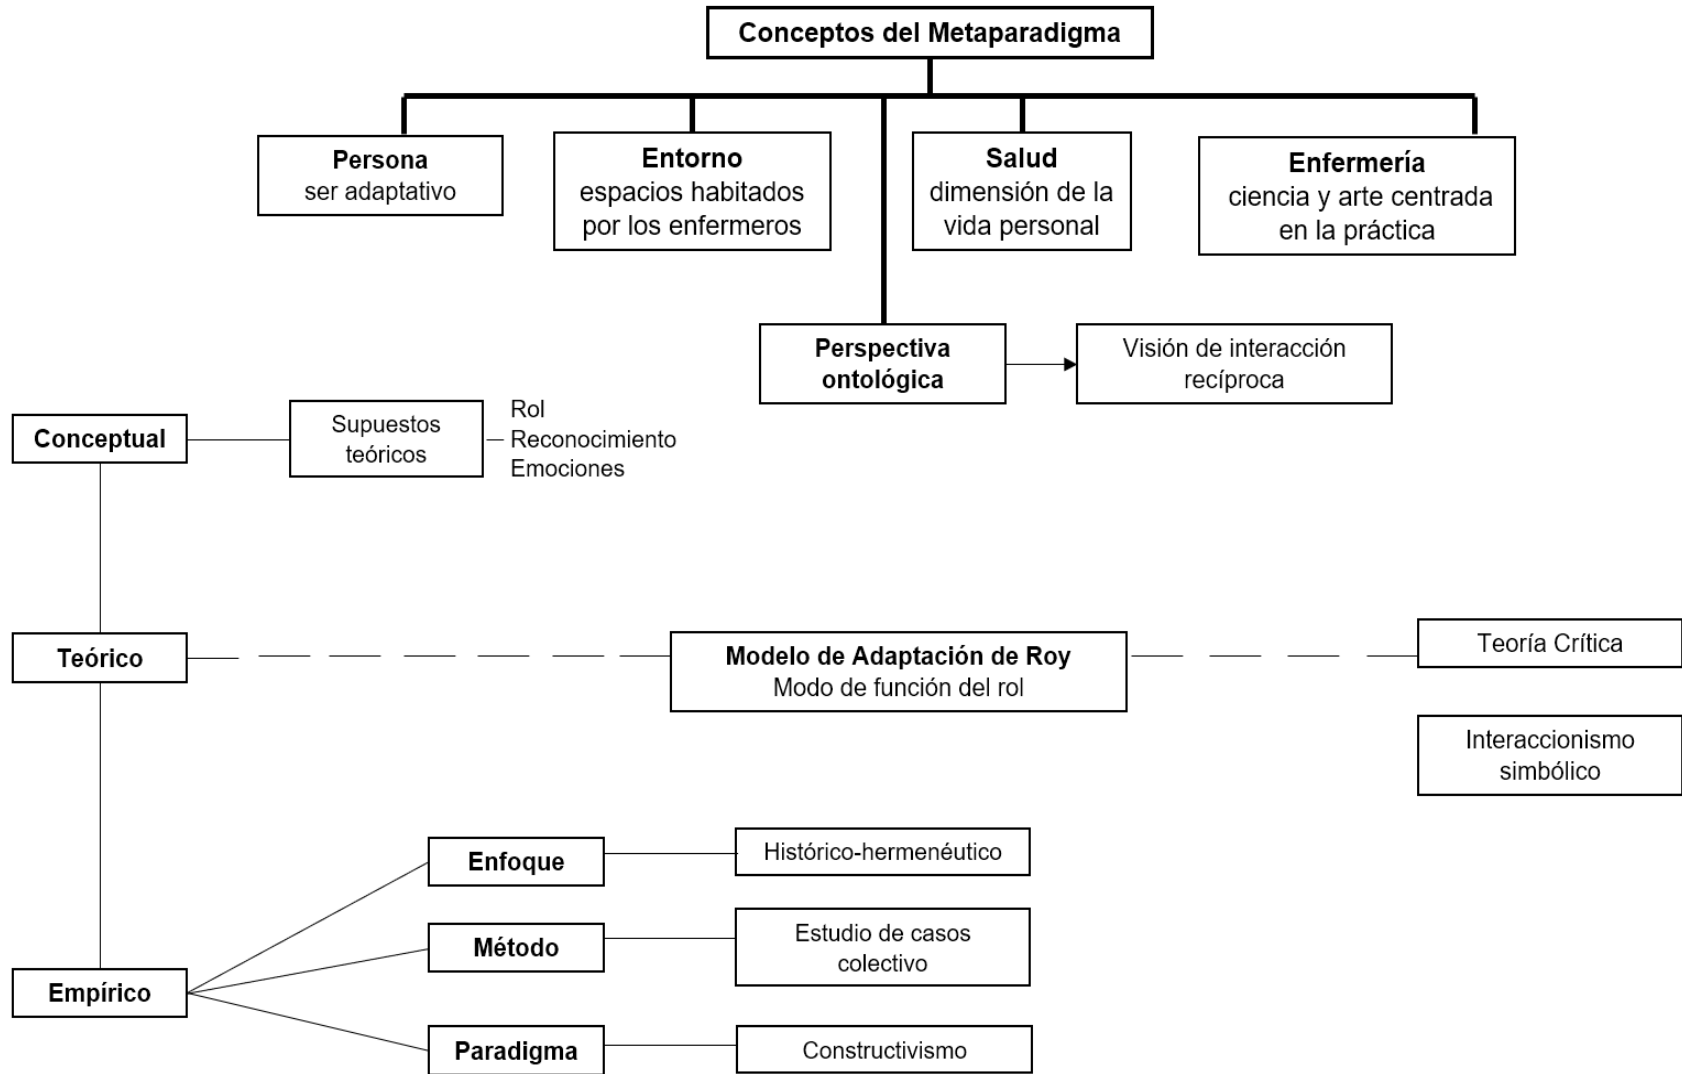 Conceptos del Metaparadigma
Persona
ser adaptativo
Entorno
espacios habitados
por los enfermeros
Salud
dimensión de la
vida personal
Enfermería
ciencia y arte centrada
en la práctica
Perspectiva
ontológica
Visión de interacción
recíproca
Conceptual
Supuestos
teóricos
Rol
Reconocimiento
Emociones
Teórico
Modelo de Adaptación de Roy
Modo de función del rol
Teoría Crítica
Interaccionismo
simbólico
Empírico
Enfoque
Histórico-hermenéutico
Método
Estudio de casos
colectivo
Paradigma
Constructivismo